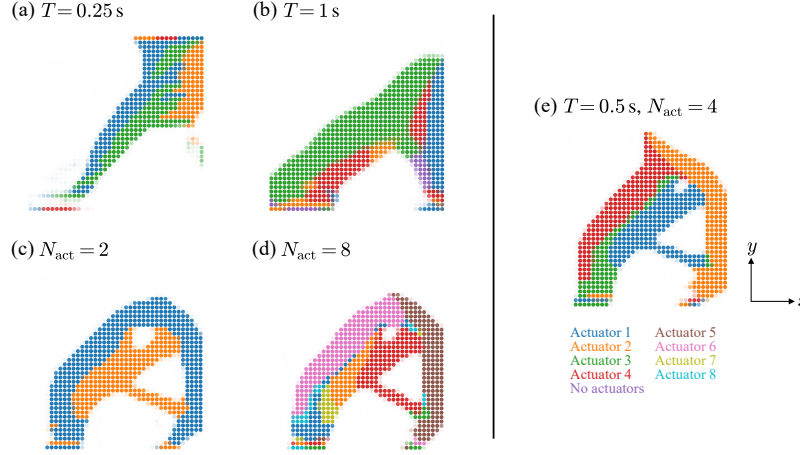 (a) T = 0.25 s
(b) T = 1 s
(c) N_act = 2
(d) N_act = 8
(e) T = 0.5 s, N_act = 4
y
x
Actuator 1
Actuator 2
Actuator 3
Actuator 4
No actuators
Actuator 5
Actuator 6
Actuator 7
Actuator 8